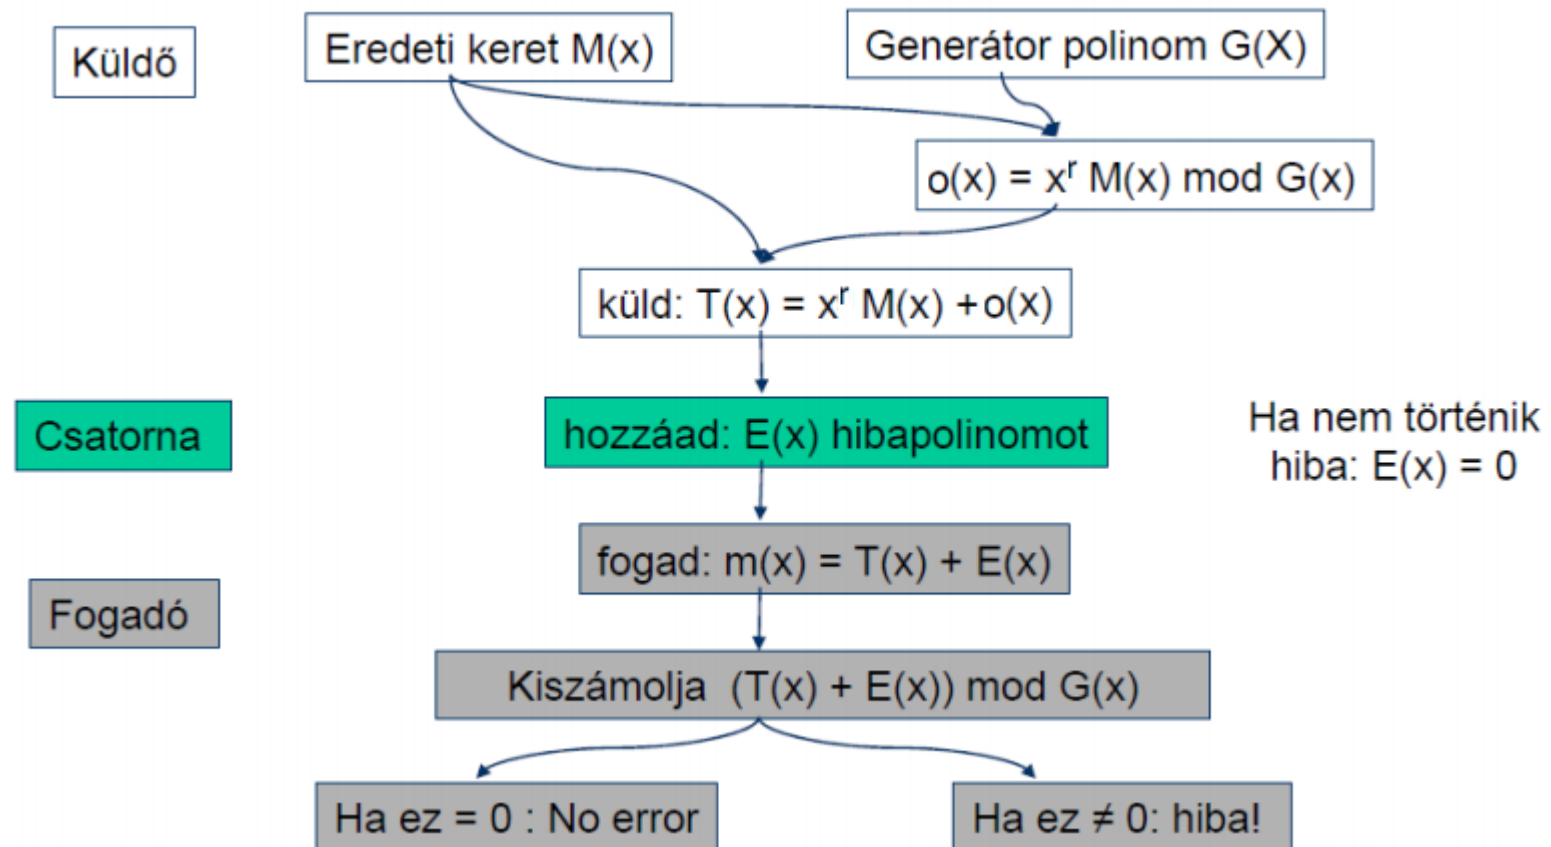 Küldő
Eredeti keret M(x)
Generátor polinom G(X)
o(x) = xʳ M(x) mod G(x)
küld: T(x) = xʳ M(x) + o(x)
Csatorna
hozzáad: E(x) hibapolinomot
Ha nem történik
hiba: E(x) = 0
fogad: m(x) = T(x) + E(x)
Fogadó
Kiszámolja (T(x) + E(x)) mod G(x)
Ha ez = 0 : No error
Ha ez ≠ 0: hiba!